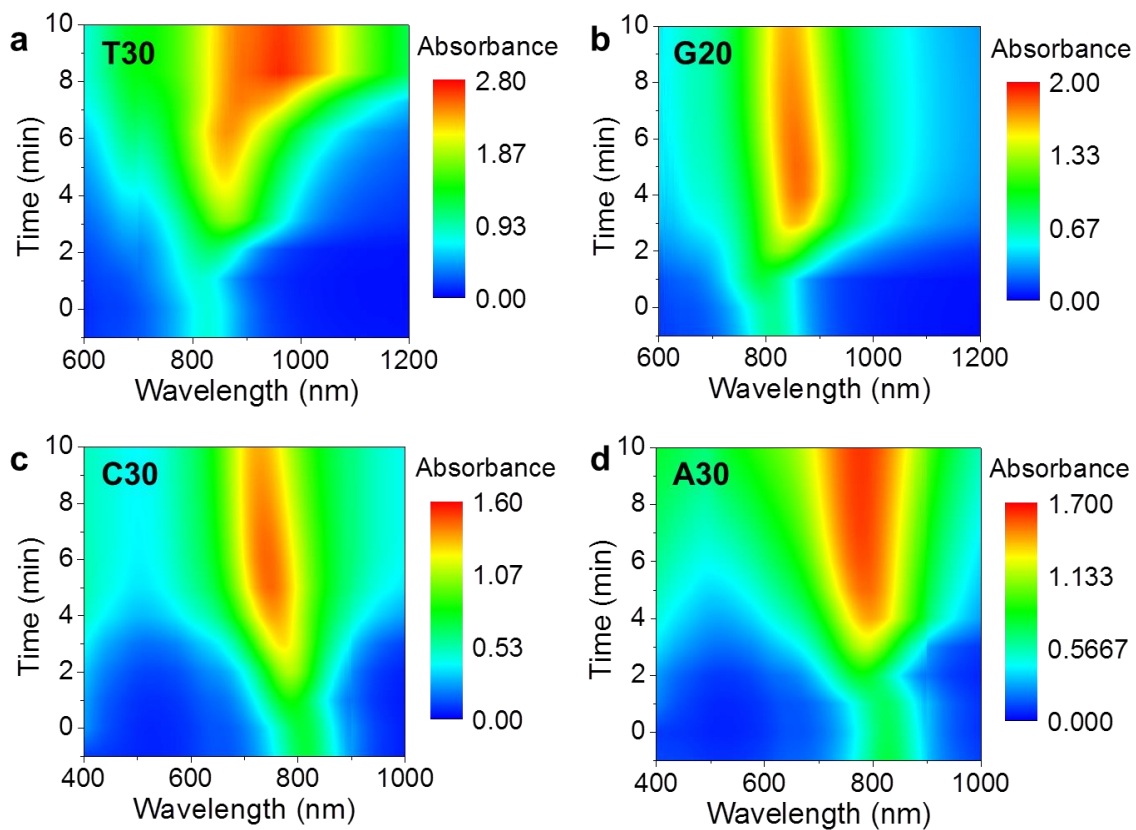 a
T30
Absorbance
2.80
1.87
0.93
0.00
10
8
6
4
2
0
Time (min)
600 800 1000 1200
Wavelength (nm)
b
G20
Absorbance
2.00
1.33
0.67
0.00
10
8
6
4
2
0
Time (min)
600 800 1000 1200
Wavelength (nm)
c
C30
Absorbance
1.60
1.07
0.53
0.00
10
8
6
4
2
0
Time (min)
400 600 800 1000
Wavelength (nm)
d
A30
Absorbance
1.700
1.133
0.5667
0.000
10
8
6
4
2
0
Time (min)
400 600 800 1000
Wavelength (nm)